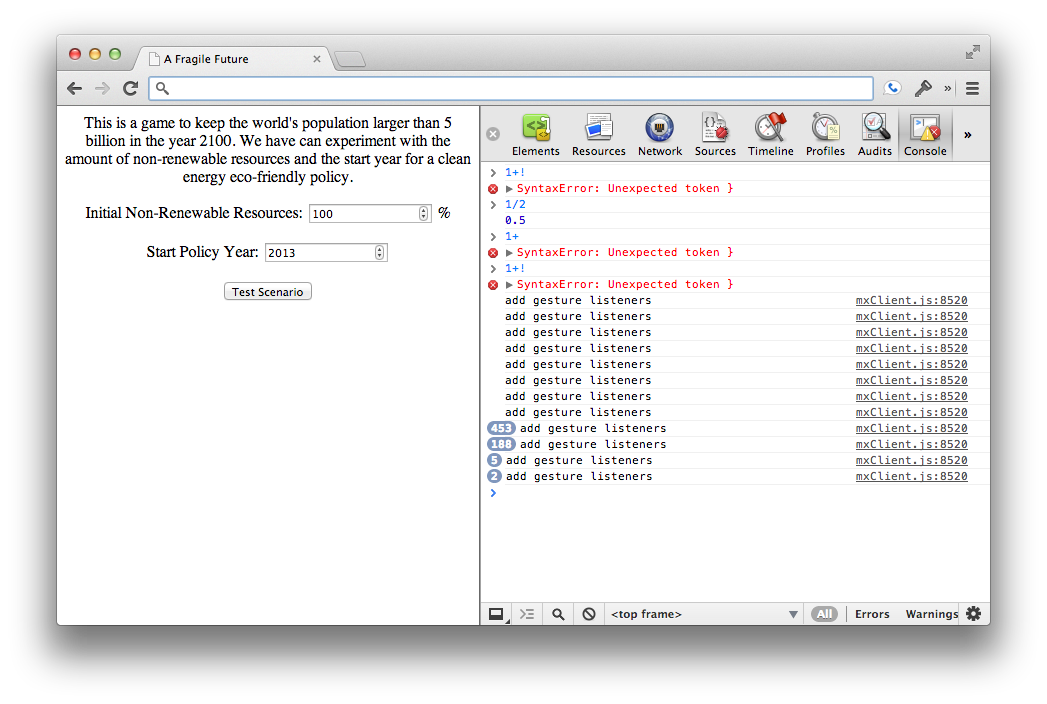 A Fragile Future
This is a game to keep the world's population larger than 5
billion in the year 2100. We have can experiment with the
amount of non-renewable resources and the start year for a clean
energy eco-friendly policy.
Initial Non-Renewable Resources: 100 %
Start Policy Year: 2013
Test Scenario
Elements Resources Network Sources Timeline Profiles Audits Console »
> 1+!
SyntaxError: Unexpected token }
> 1/2
0.5
> 1+
SyntaxError: Unexpected token }
> 1+!
SyntaxError: Unexpected token }
add gesture listeners mxClient.js:8520
add gesture listeners mxClient.js:8520
add gesture listeners mxClient.js:8520
add gesture listeners mxClient.js:8520
add gesture listeners mxClient.js:8520
add gesture listeners mxClient.js:8520
add gesture listeners mxClient.js:8520
add gesture listeners mxClient.js:8520
453 add gesture listeners mxClient.js:8520
188 add gesture listeners mxClient.js:8520
5 add gesture listeners mxClient.js:8520
2 add gesture listeners mxClient.js:8520
>
<top frame> All Errors Warnings